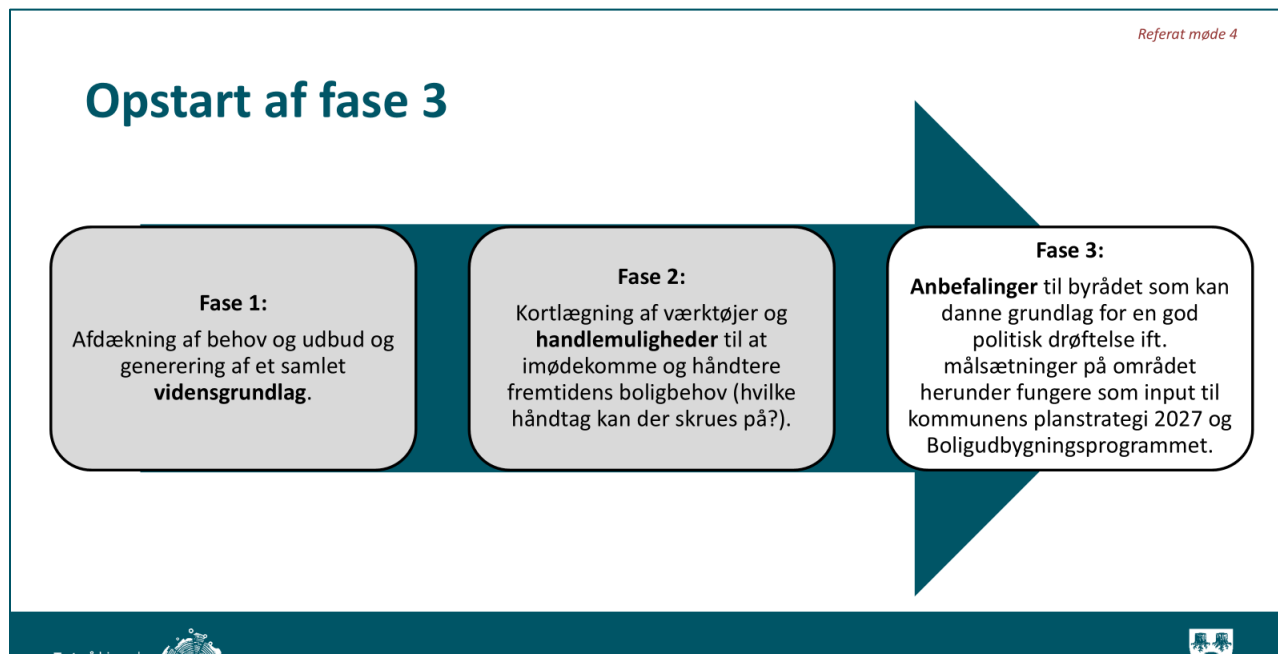 Referat møde 4
Opstart af fase 3
Fase 1:
Afdækning af behov og udbud og
generering af et samlet
vidensgrundlag.
Fase 2:
Kortlægning af værktøjer og
handlemuligheder til at
imødekomme og håndtere
fremtidens boligbehov (hvilke
håndtag kan der skrues på?).
Fase 3:
Anbefalinger til byrådet som kan
danne grundlag for en god
politisk drøftelse ift.
målsætninger på området
herunder fungere som input til
kommunens planstrategi 2027 og
Boligudbygningsprogrammet.